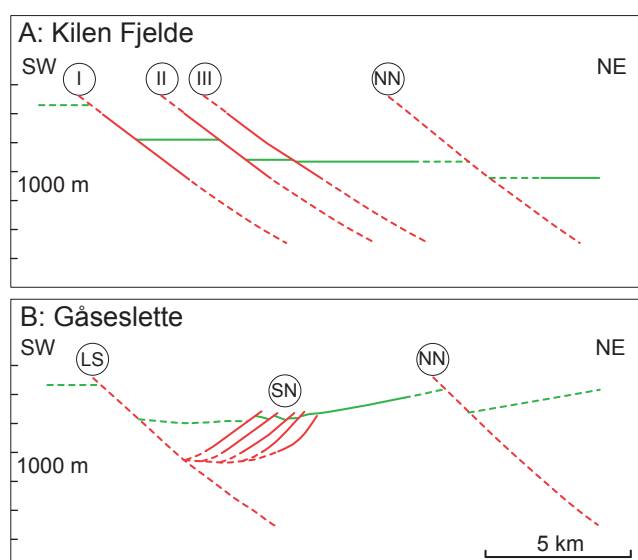 A: Kilen Fjelde
SW NE
I II III NN
1000 m
B: Gåseslette
SW NE
LS NN
SN
1000 m
5 km